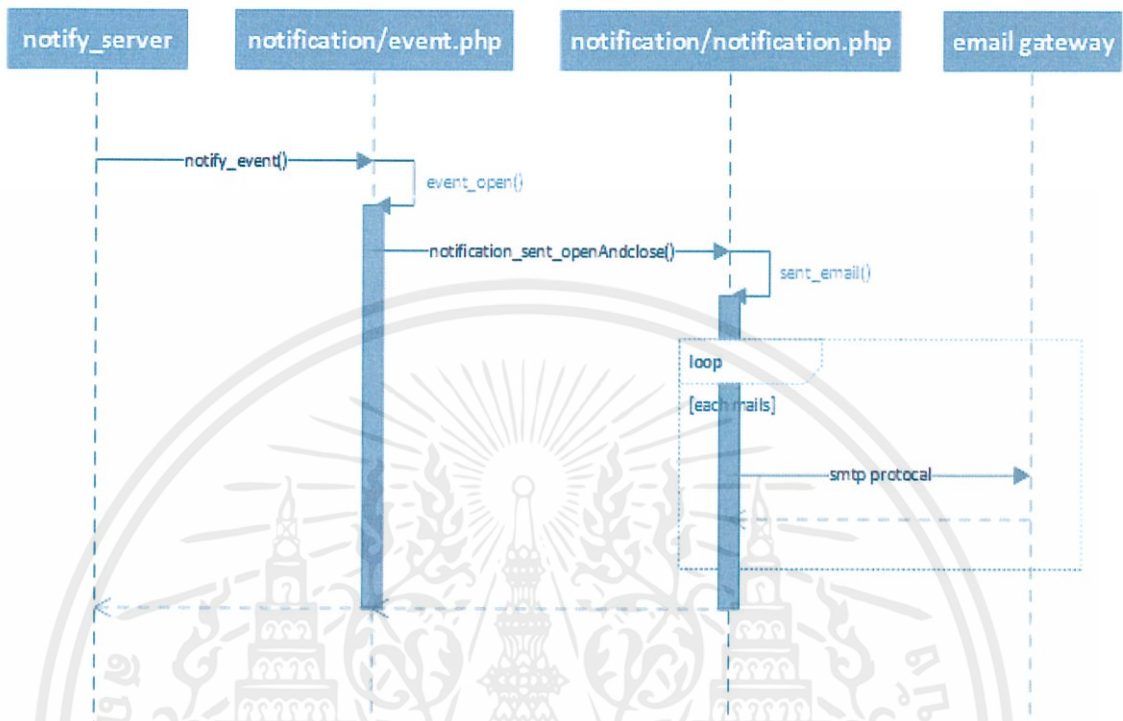 notify_server
notification/event.php
notification/notification.php
email gateway
notify_event()
event_open()
notification_sent_openAndclose()
sent_email()
loop
[each mails]
smtp protocal